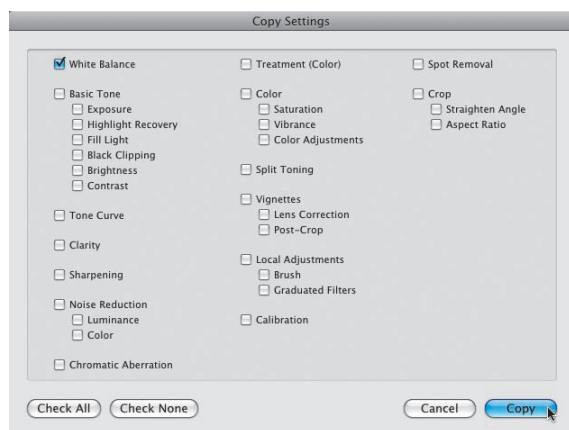 Copy Settings
White Balance
Basic Tone
Exposure
Highlight Recovery
Fill Light
Black Clipping
Brightness
Contrast
Tone Curve
Clarity
Sharpening
Noise Reduction
Luminance
Color
Chromatic Aberration
Treatment (Color)
Color
Saturation
Vibrance
Color Adjustments
Split Toning
Vignettes
Lens Correction
Post-Crop
Local Adjustments
Brush
Graduated Filters
Calibration
Spot Removal
Crop
Straighten Angle
Aspect Ratio
Check All
Check None
Cancel
Copy